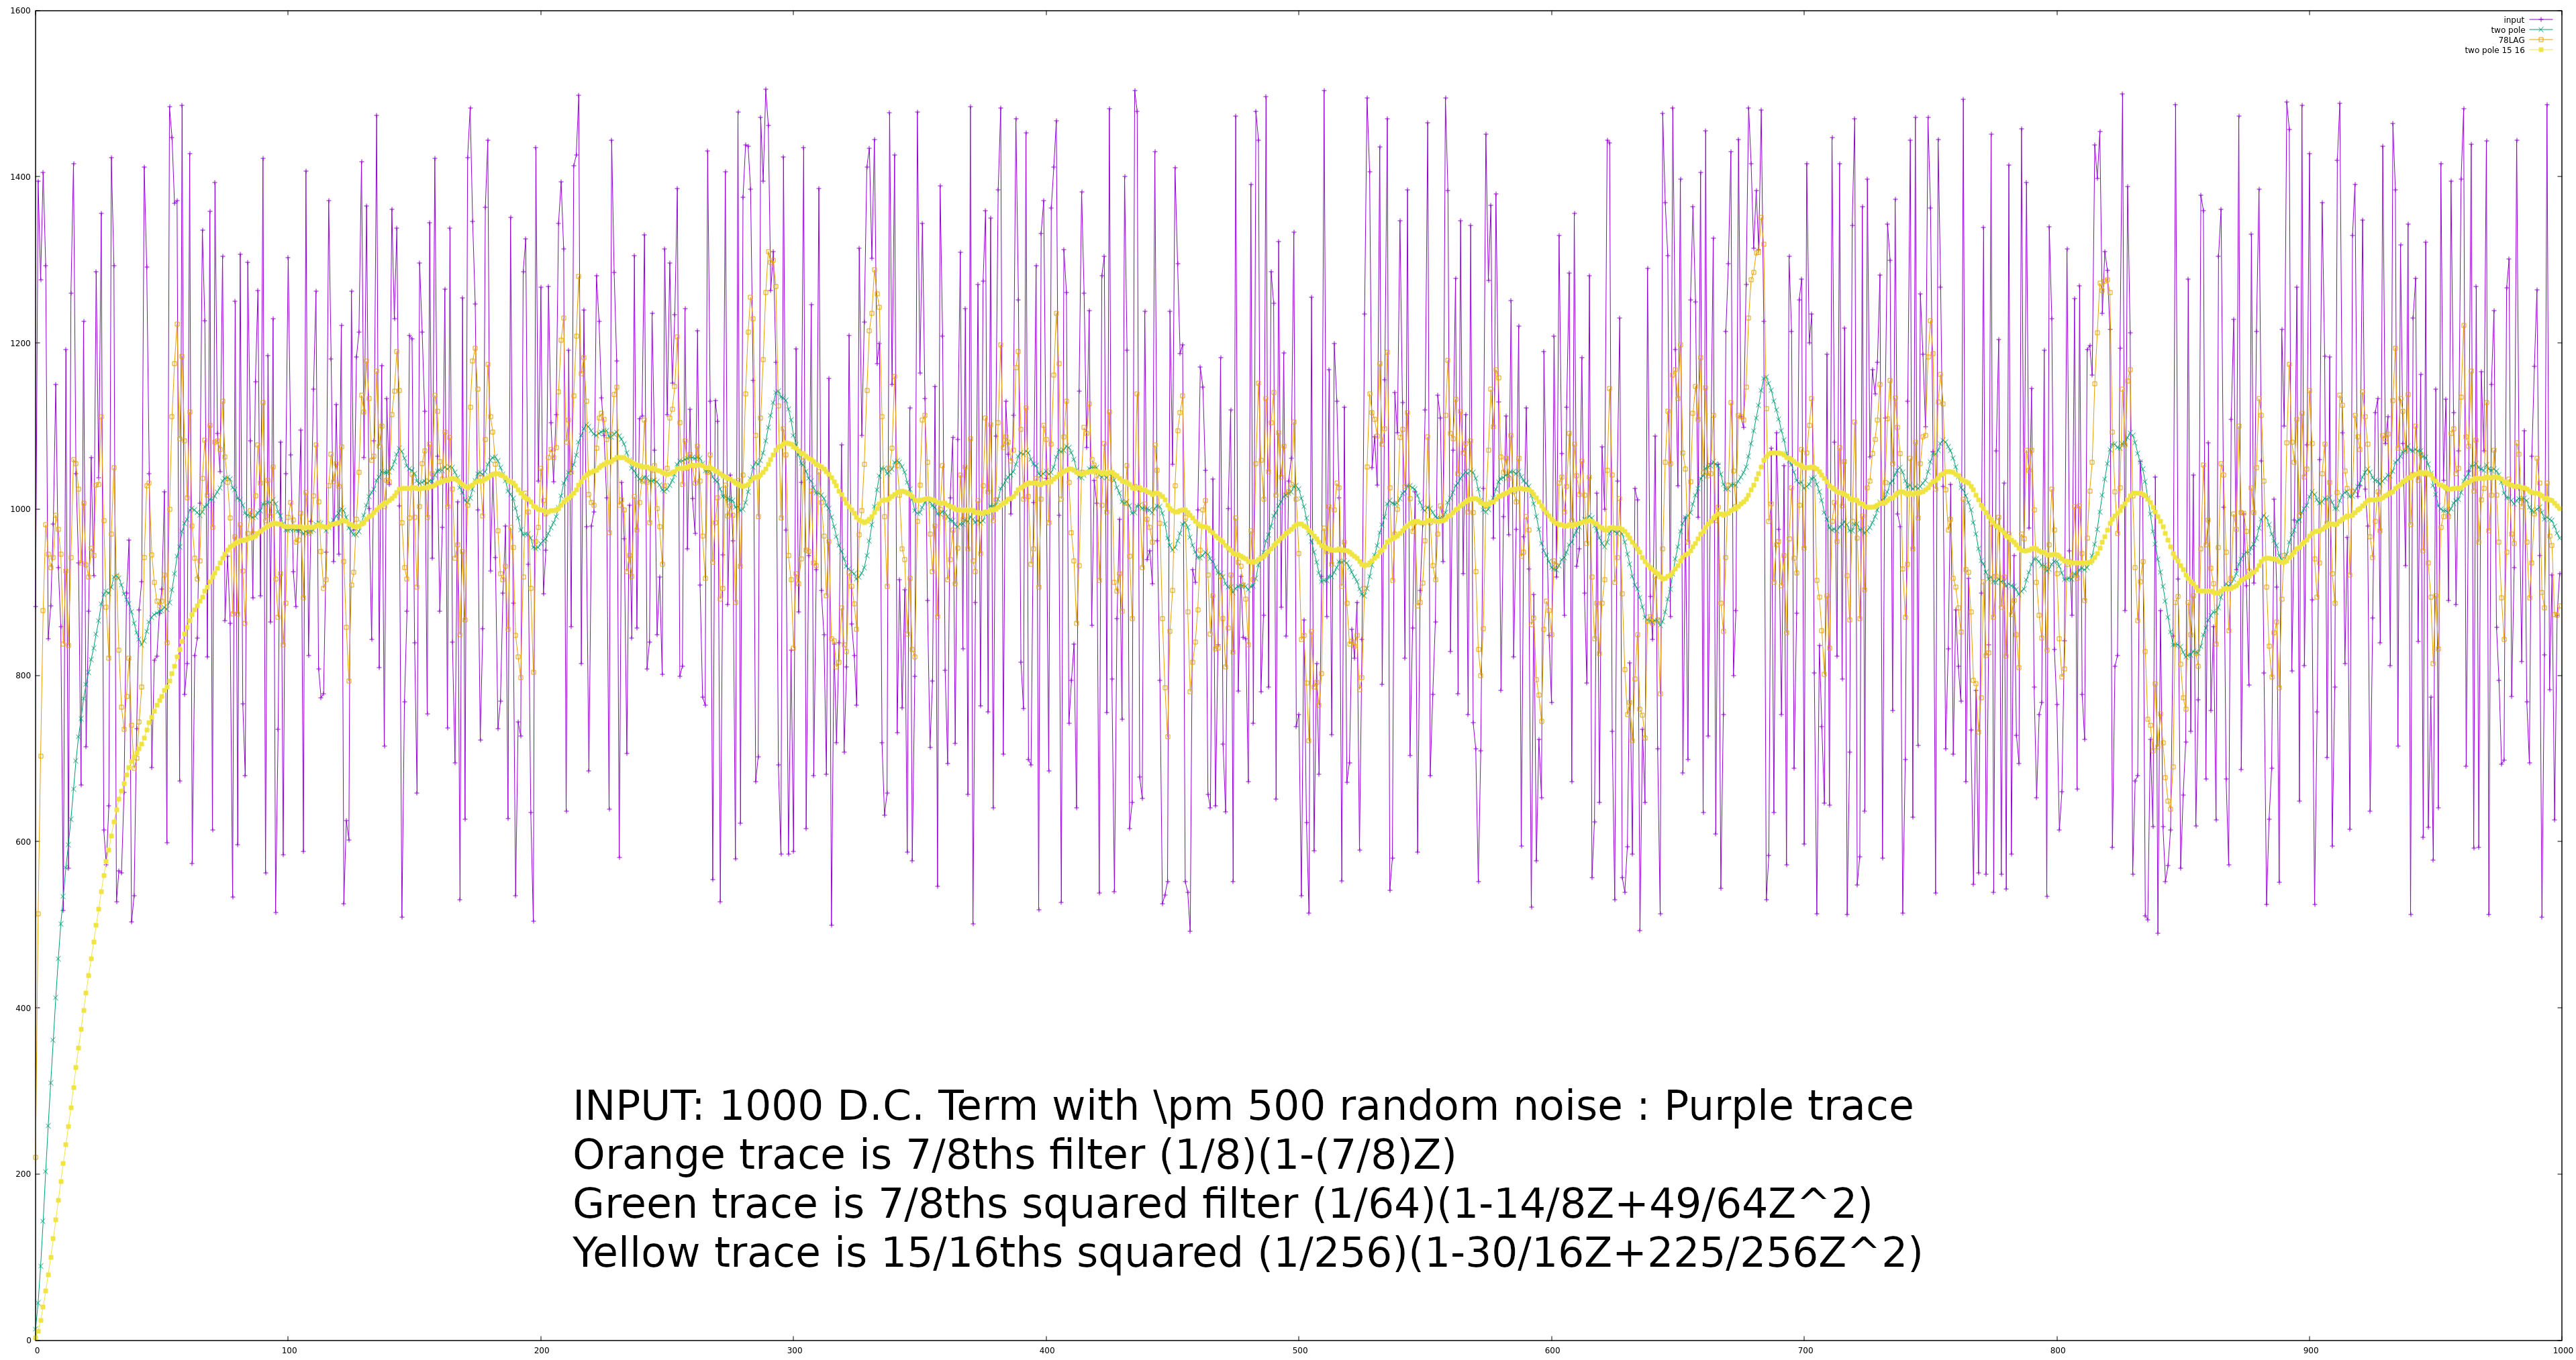 1600
input
two pole
78LAG
two pole 15 16
1400
1200
1000
800
600
400
200
0
INPUT: 1000 D.C. Term with \pm 500 random noise : Purple trace
Orange trace is 7/8ths filter (1/8)(1-(7/8)Z)
Green trace is 7/8ths squared filter (1/64)(1-14/8Z+49/64Z^2)
Yellow trace is 15/16ths squared (1/256)(1-30/16Z+225/256Z^2)
0 100 200 300 400 500 600 700 800 900 1000